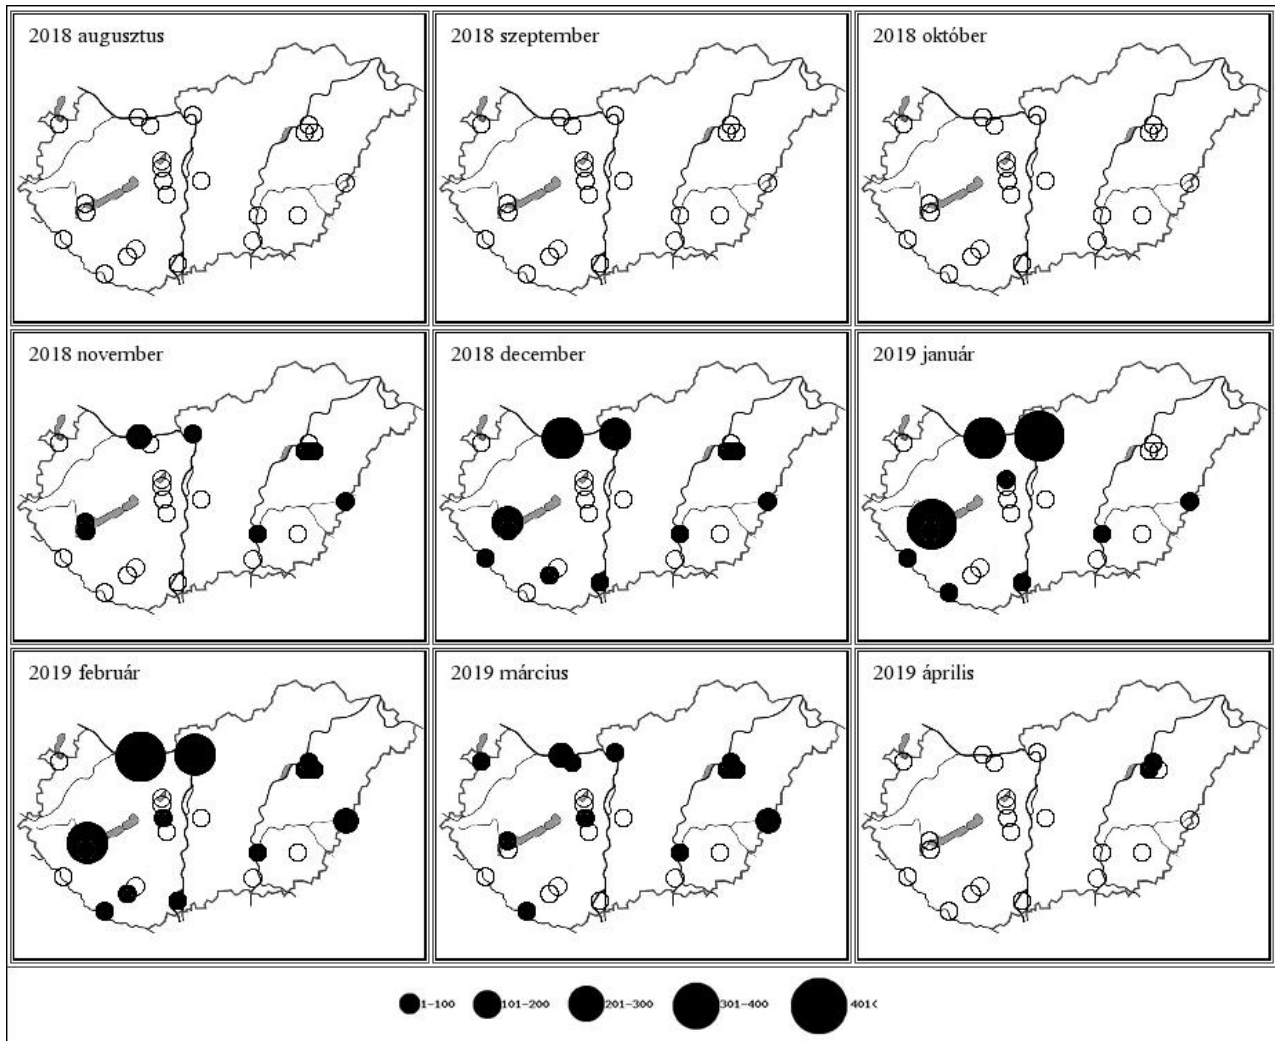 2018 augusztus
2018 szeptember
2018 október
2018 november
2018 december
2019 január
2019 február
2019 március
2019 április
1-100 101-200 201-300 301-400 401<